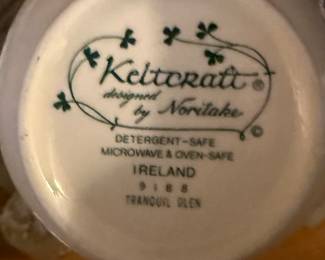 Keltcraft ®
designed
by Noritake
©
DETERGENT-SAFE
MICROWAVE & OVEN-SAFE
IRELAND
9188
TRANQUIL GLEN